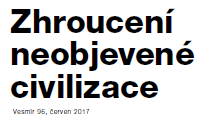 Zhroucení
neobjevené
civilizace
Vesmír 96, červen 2017